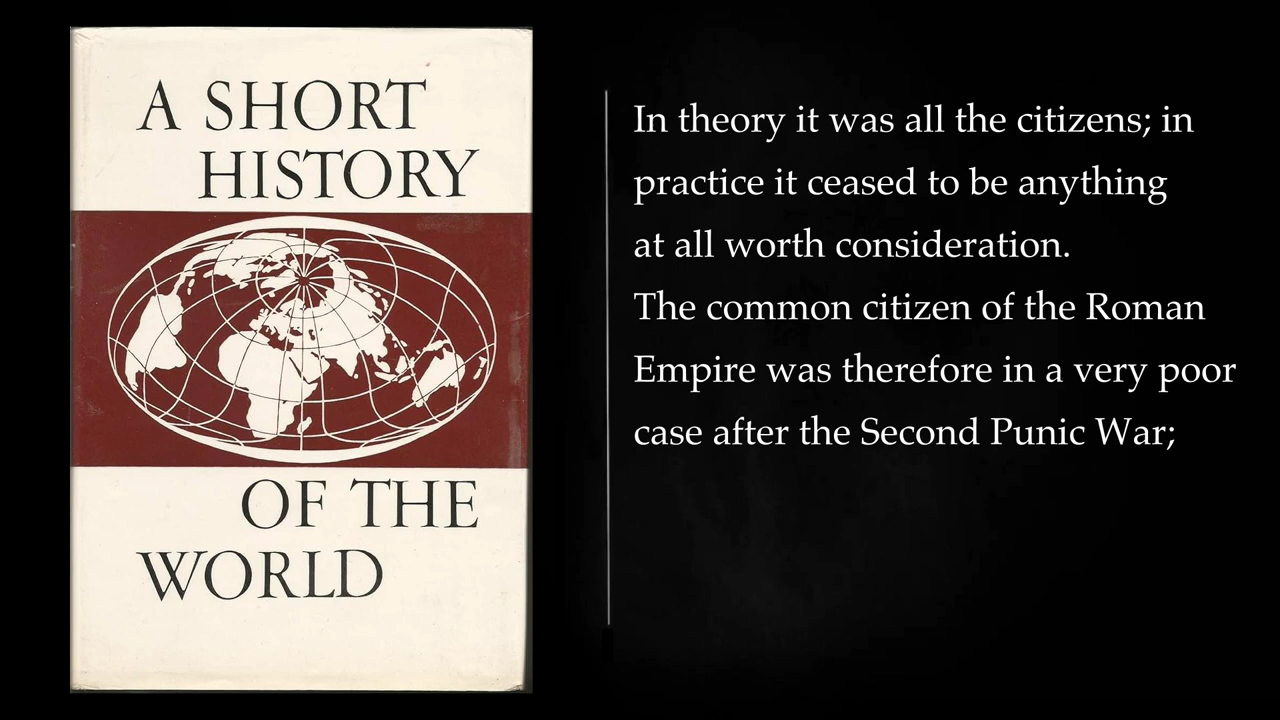 A SHORT
HISTORY
OF THE
WORLD
In theory it was all the citizens; in
practice it ceased to be anything
at all worth consideration.
The common citizen of the Roman
Empire was therefore in a very poor
case after the Second Punic War;